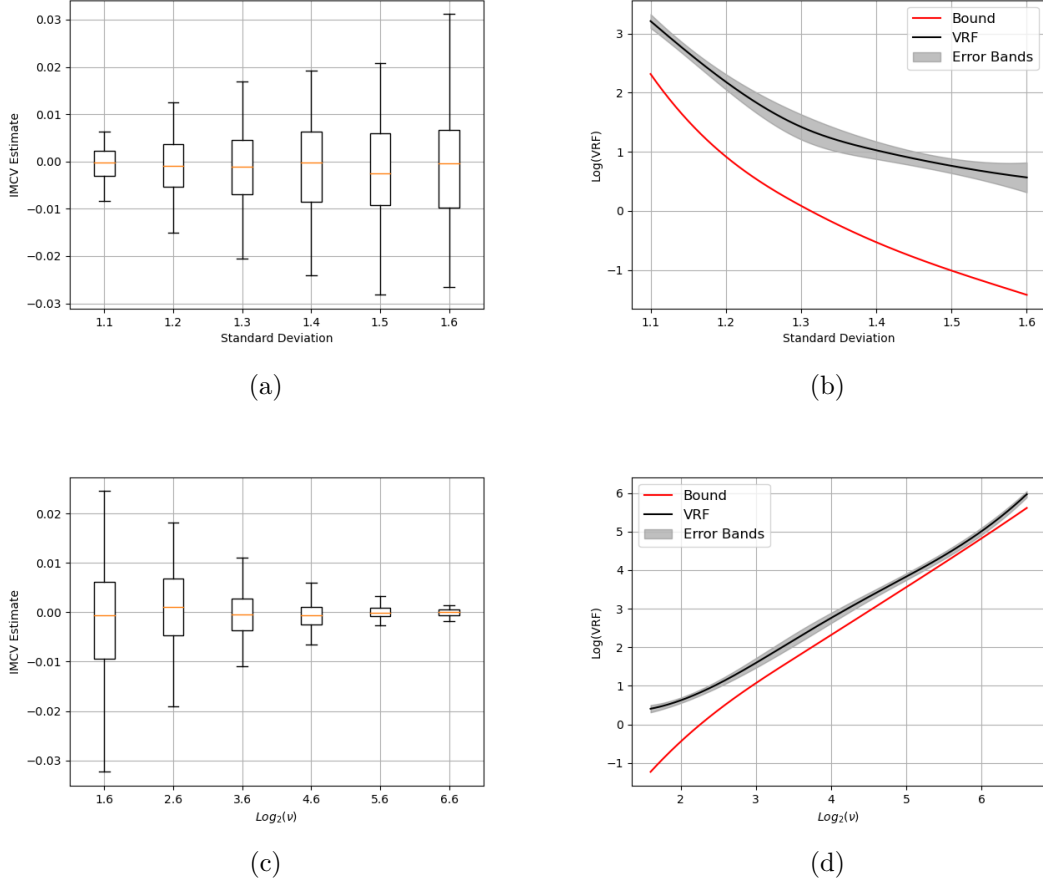 0.03
0.02
0.01
0.00
−0.01
−0.02
−0.03
IMCV Estimate
1.1 1.2 1.3 1.4 1.5 1.6
Standard Deviation
(a)
Bound
VRF
Error Bands
3
2
1
0
−1
Log(VRF)
1.1 1.2 1.3 1.4 1.5 1.6
Standard Deviation
(b)
0.02
0.01
0.00
−0.01
−0.02
−0.03
IMCV Estimate
1.6 2.6 3.6 4.6 5.6 6.6
Log₂(ν)
(c)
Bound
VRF
Error Bands
6
5
4
3
2
1
0
−1
Log(VRF)
2 3 4 5 6
Log₂(ν)
(d)